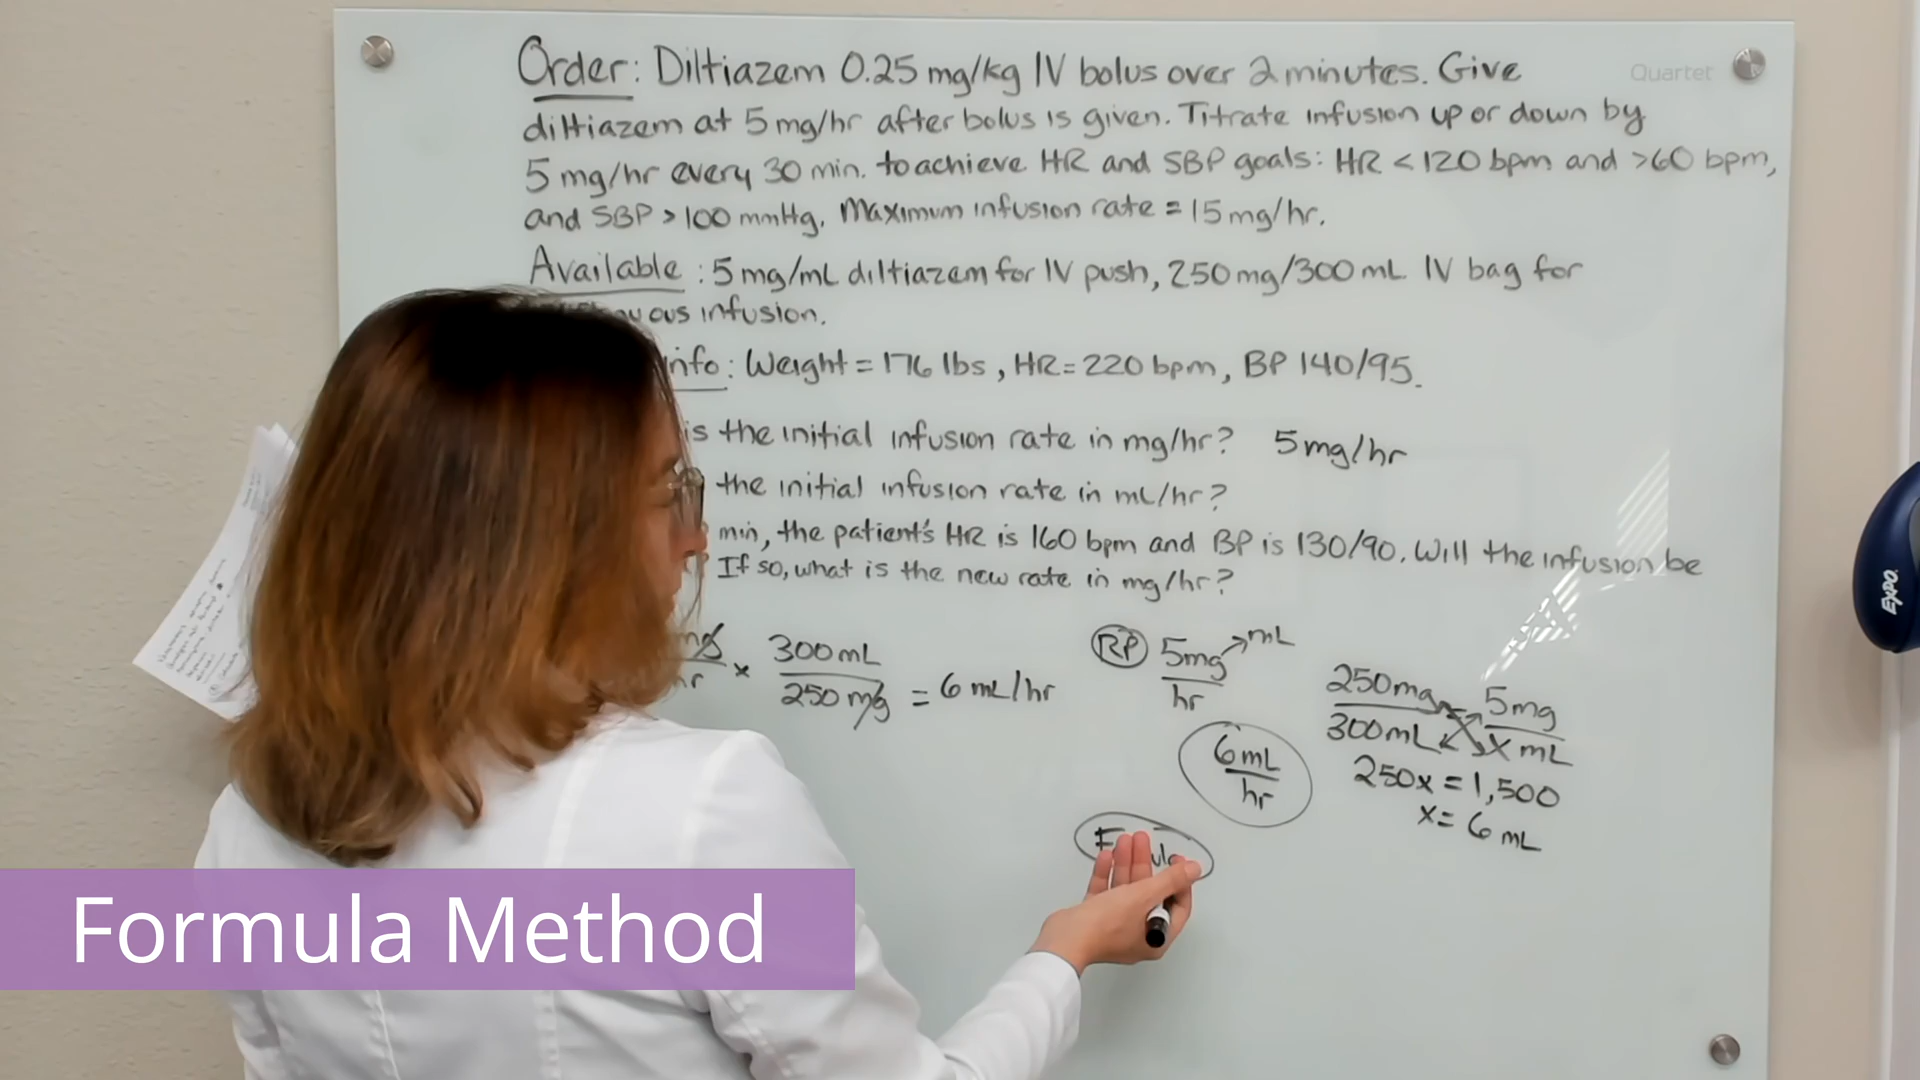 Quartet
Order: Diltiazem 0.25 mg/kg IV bolus over 2 minutes. Give
diltiazem at 5 mg/hr after bolus is given. Titrate infusion up or down by
5 mg/hr every 30 min. to achieve HR and SBP goals: HR < 120 bpm and >60 bpm,
and SBP > 100 mmHg. Maximum infusion rate = 15 mg/hr.
Available: 5 mg/mL diltiazem for IV push, 250 mg/300 mL IV bag for
infusion.
info: Weight = 176 lbs, HR = 220 bpm, BP 140/95.
is the initial infusion rate in mg/hr? 5 mg/hr
the initial infusion rate in mL/hr?
min, the patient's HR is 160 bpm and BP is 130/90. Will the infusion be
If so, what is the new rate in mg/hr?
mg
hr
×
300 mL
250 mg
= 6 mL/hr
RP
5mg → mL
hr
6 mL
hr
250mg = 5mg
300mL X mL
250x = 1,500
x = 6 mL
EXPO
Formula Method